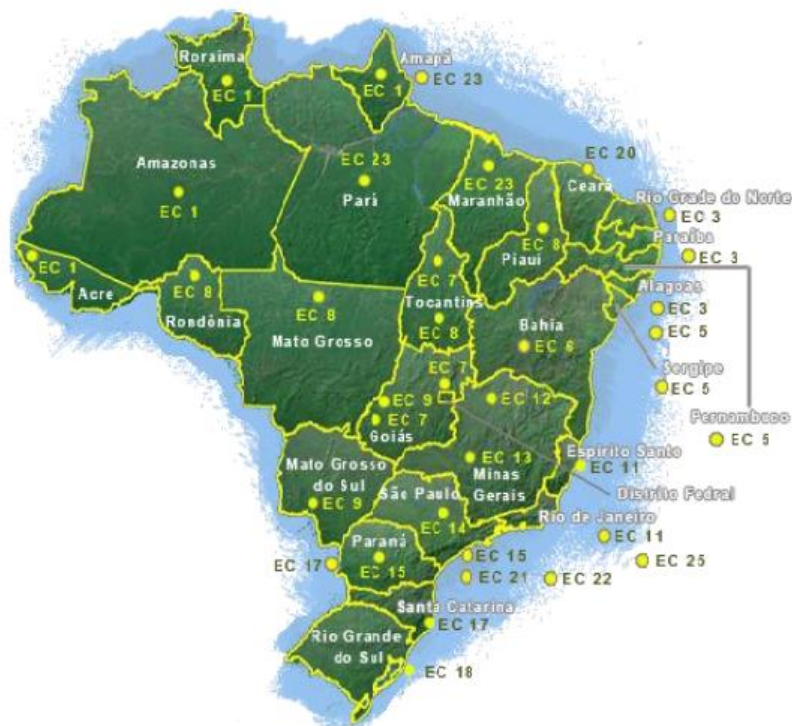 Roraima
EC 1
Amapá
EC 1
EC 23
Amazonas
EC 1
EC 23
Pará
EC 23
Maranhão
EC 20
Ceará
Rio Grade do Norte
EC 3
Paraíba
EC 3
EC 8
Piauí
EC 1
Acre
EC 8
Rondônia
EC 8
Mato Grosso
EC 7
Tocantins
EC 8
Bahia
EC 6
Alagoas
EC 3
EC 5
Sergipe
EC 5
Pernambuco
EC 5
EC 7
EC 9
EC 7
Goiás
EC 12
EC 13
Minas
Gerais
Espírito Santo
EC 11
Distrito Fedral
Mato Grosso
do Sul
EC 9
São Paulo
EC 14
Rio de Janeiro
EC 11
EC 25
Paraná
EC 15
EC 17
EC 15
EC 21
EC 22
Santa Catarina
EC 17
Rio Grande
do Sul
EC 18